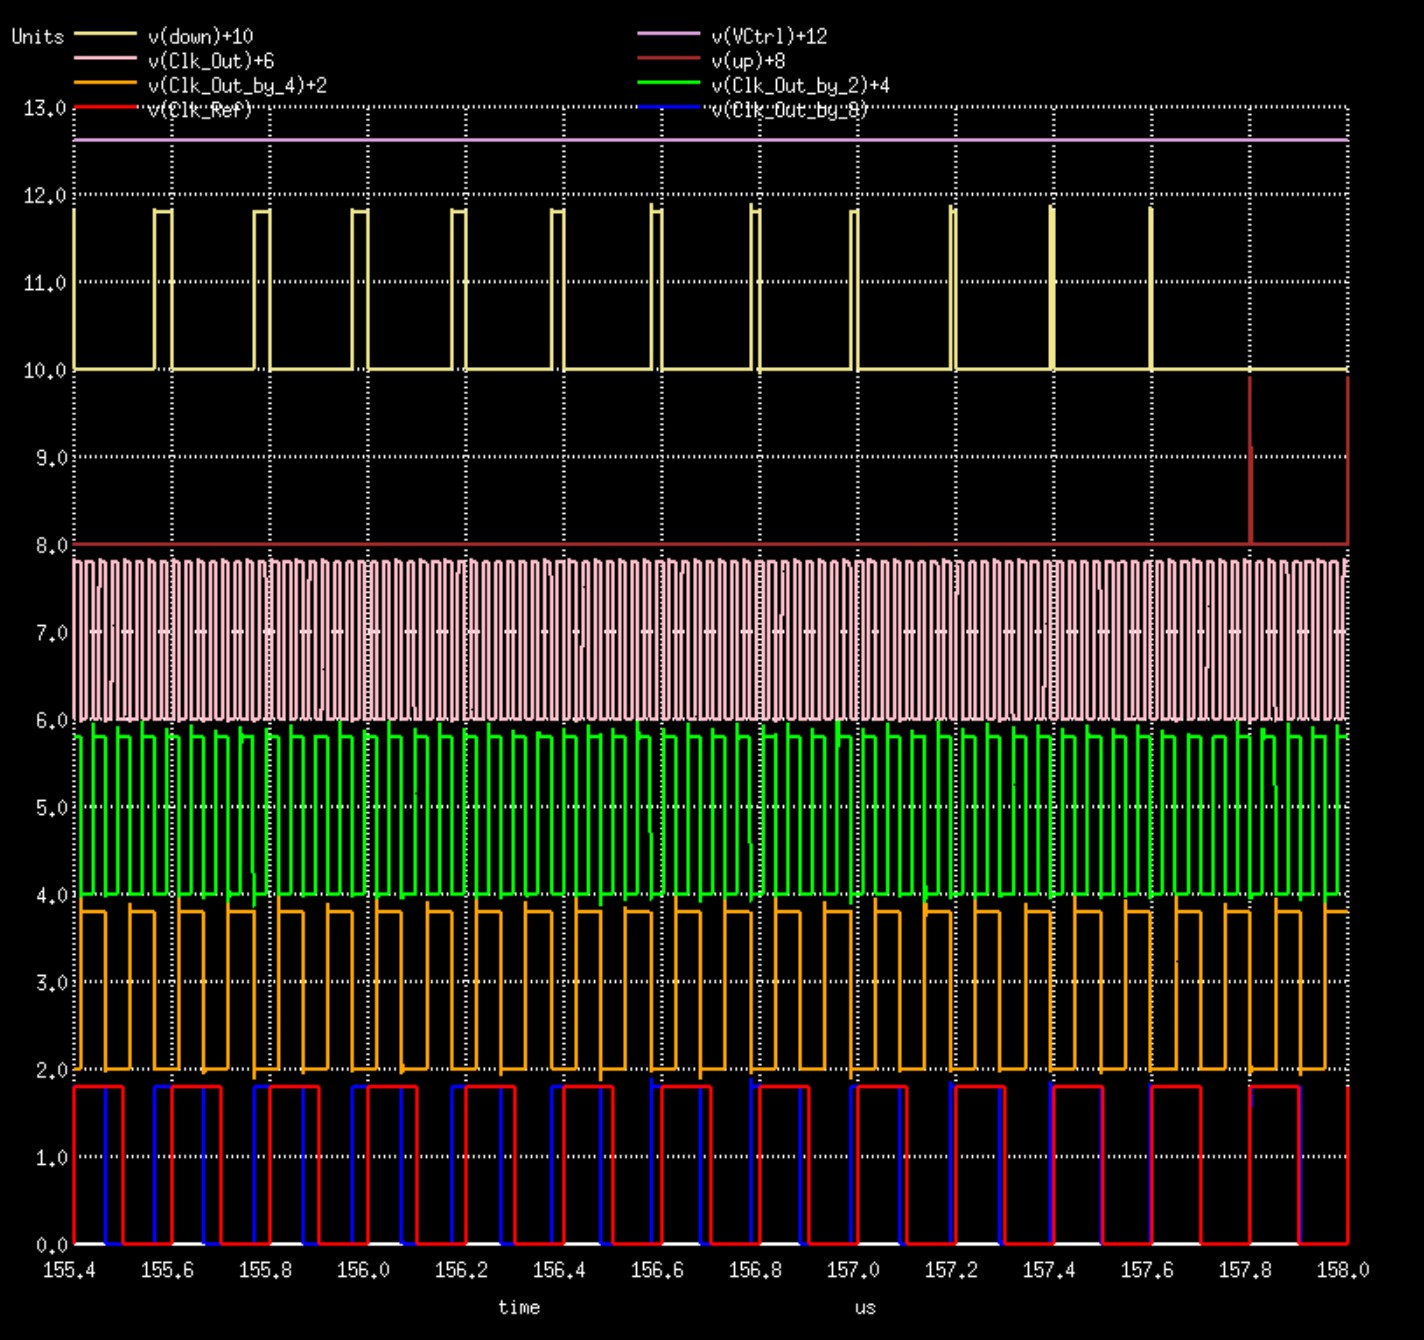 Units v(down)+10 v(VCtrl)+12
v(Clk_Out)+6 v(up)+8
v(Clk_Out_by_4)+2 v(Clk_Out_by_2)+4
v(Clk_Ref) v(Clk_Out_by_8)
13.0
12.0
11.0
10.0
9.0
8.0
7.0
6.0
5.0
4.0
3.0
2.0
1.0
0.0
155.4 155.6 155.8 156.0 156.2 156.4 156.6 156.8 157.0 157.2 157.4 157.6 157.8 158.0
time us